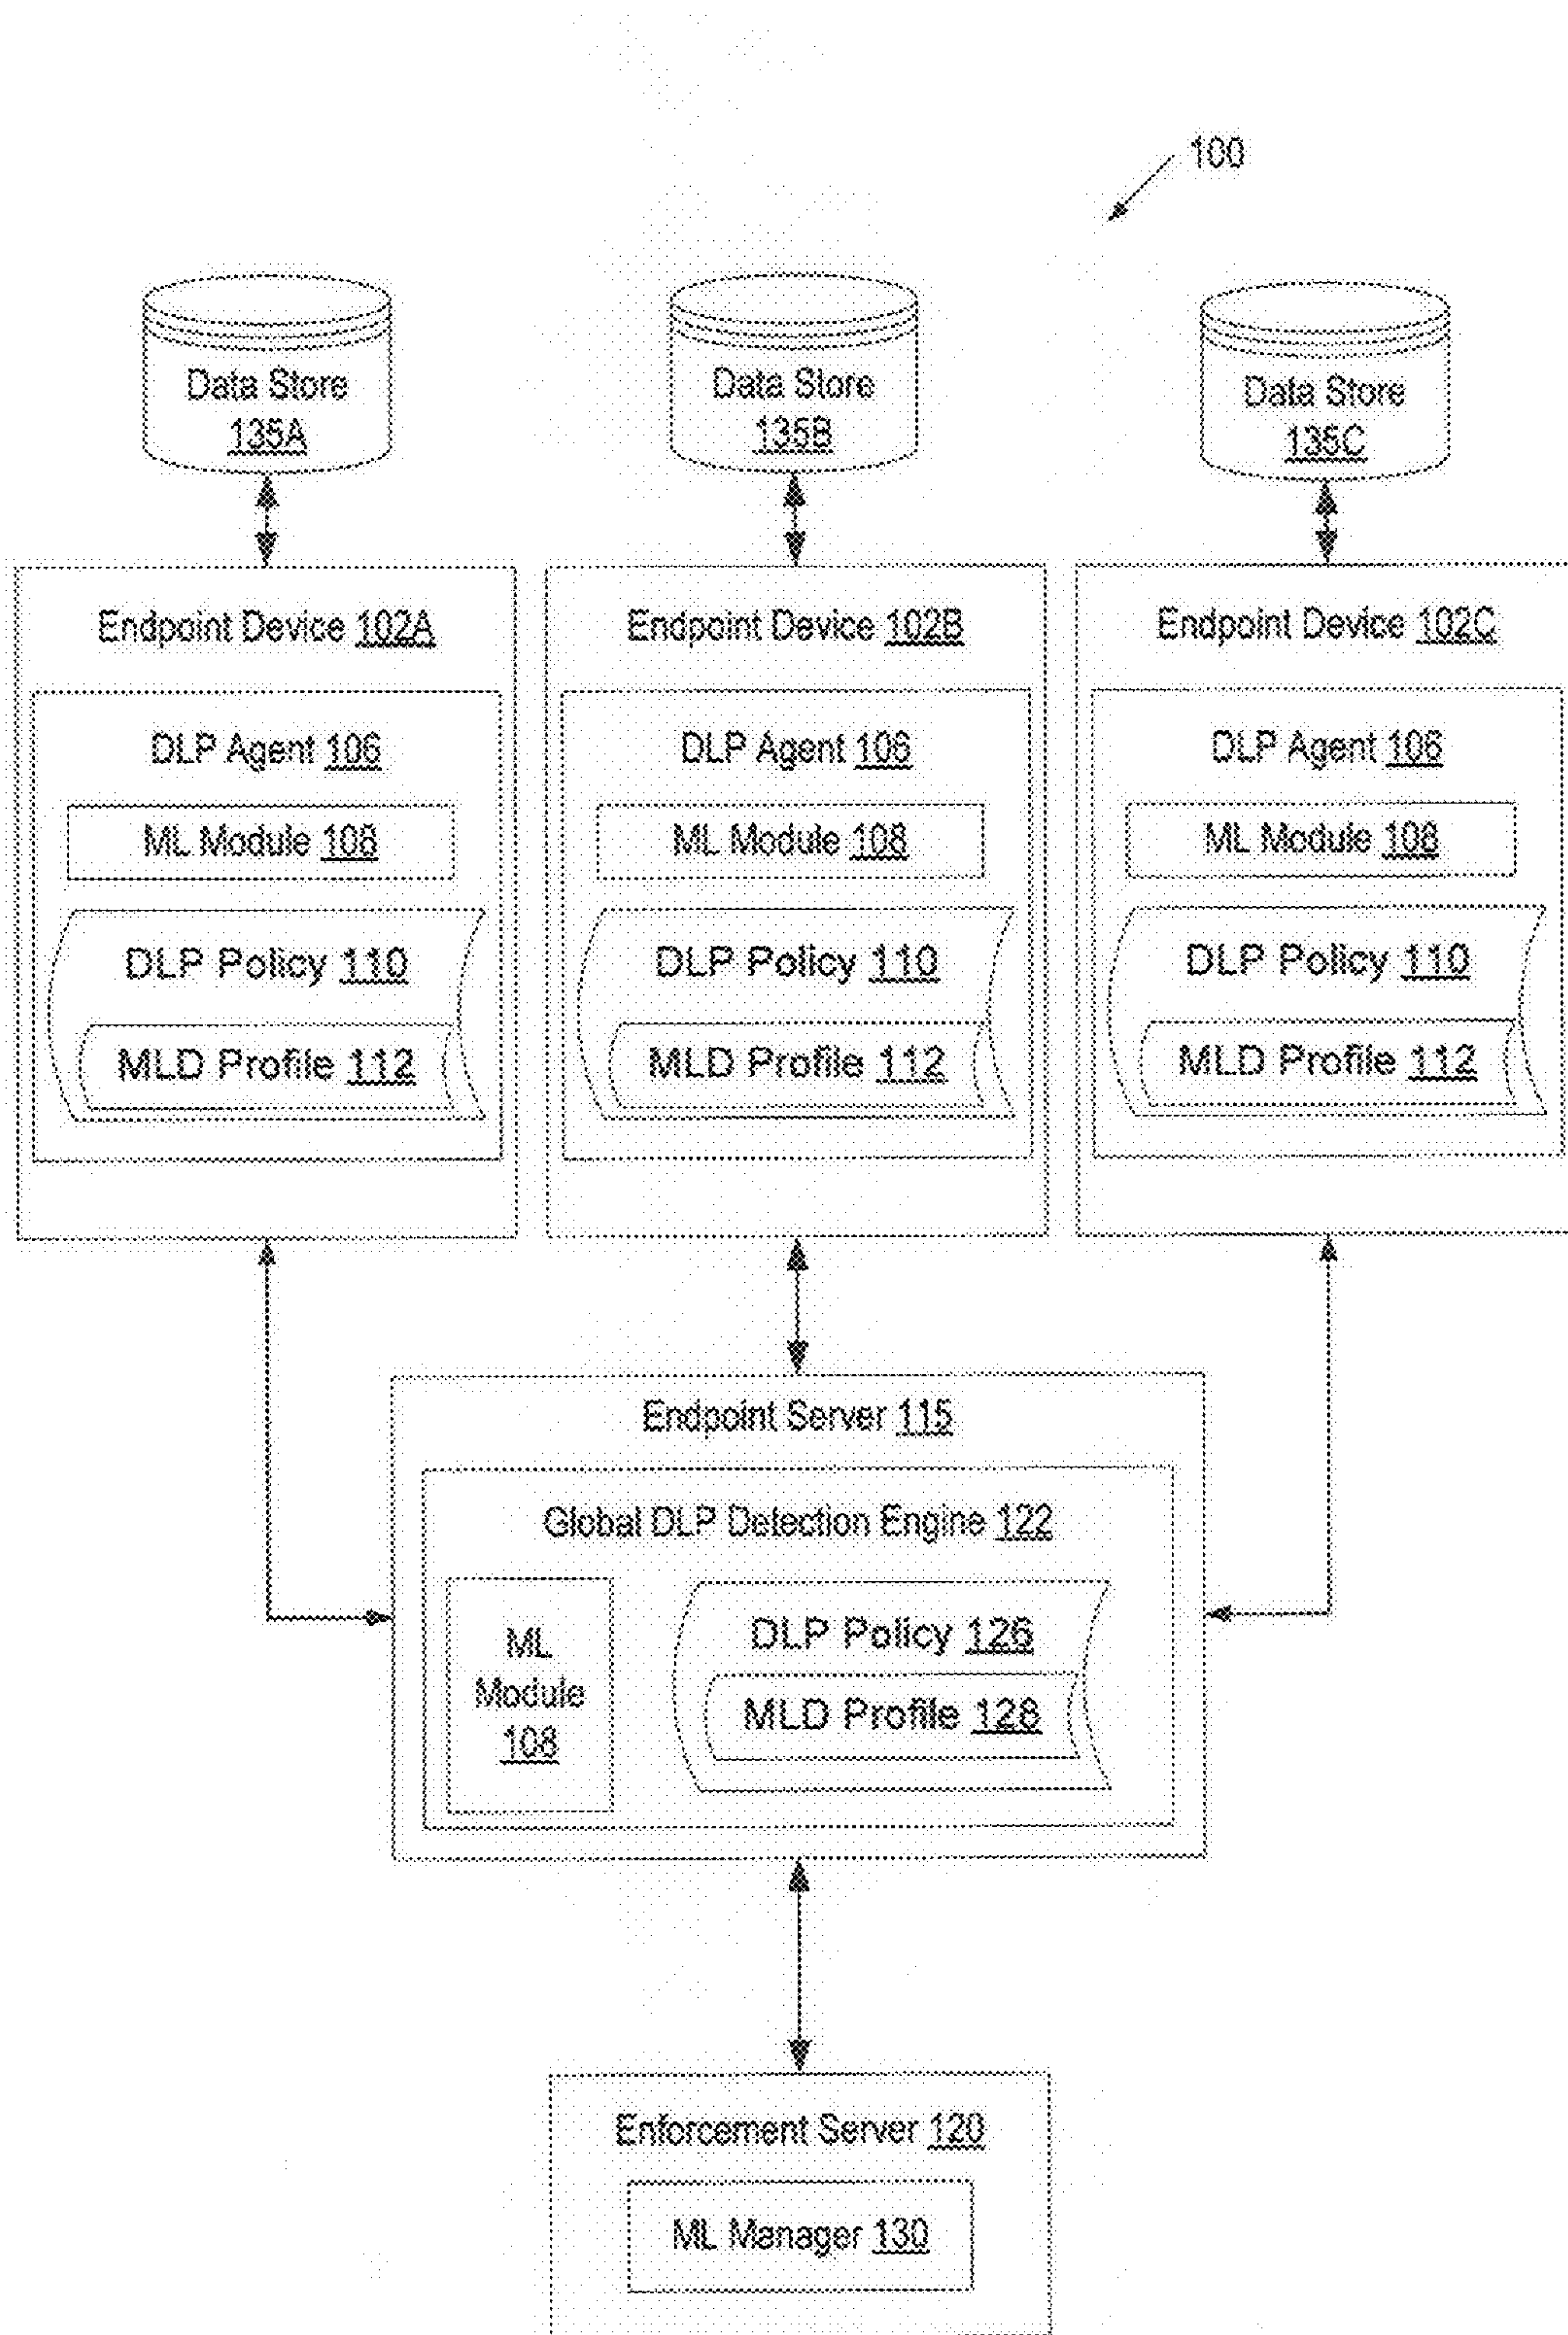 100
Data Store
135A
Data Store
135B
Data Store
135C
Endpoint Device 102A
DLP Agent 106
ML Module 108
DLP Policy 110
MLD Profile 112
Endpoint Device 102B
DLP Agent 106
ML Module 108
DLP Policy 110
MLD Profile 112
Endpoint Device 102C
DLP Agent 106
ML Module 108
DLP Policy 110
MLD Profile 112
Endpoint Server 115
Global DLP Detection Engine 122
ML
Module
108
DLP Policy 126
MLD Profile 128
Enforcement Server 120
ML Manager 130